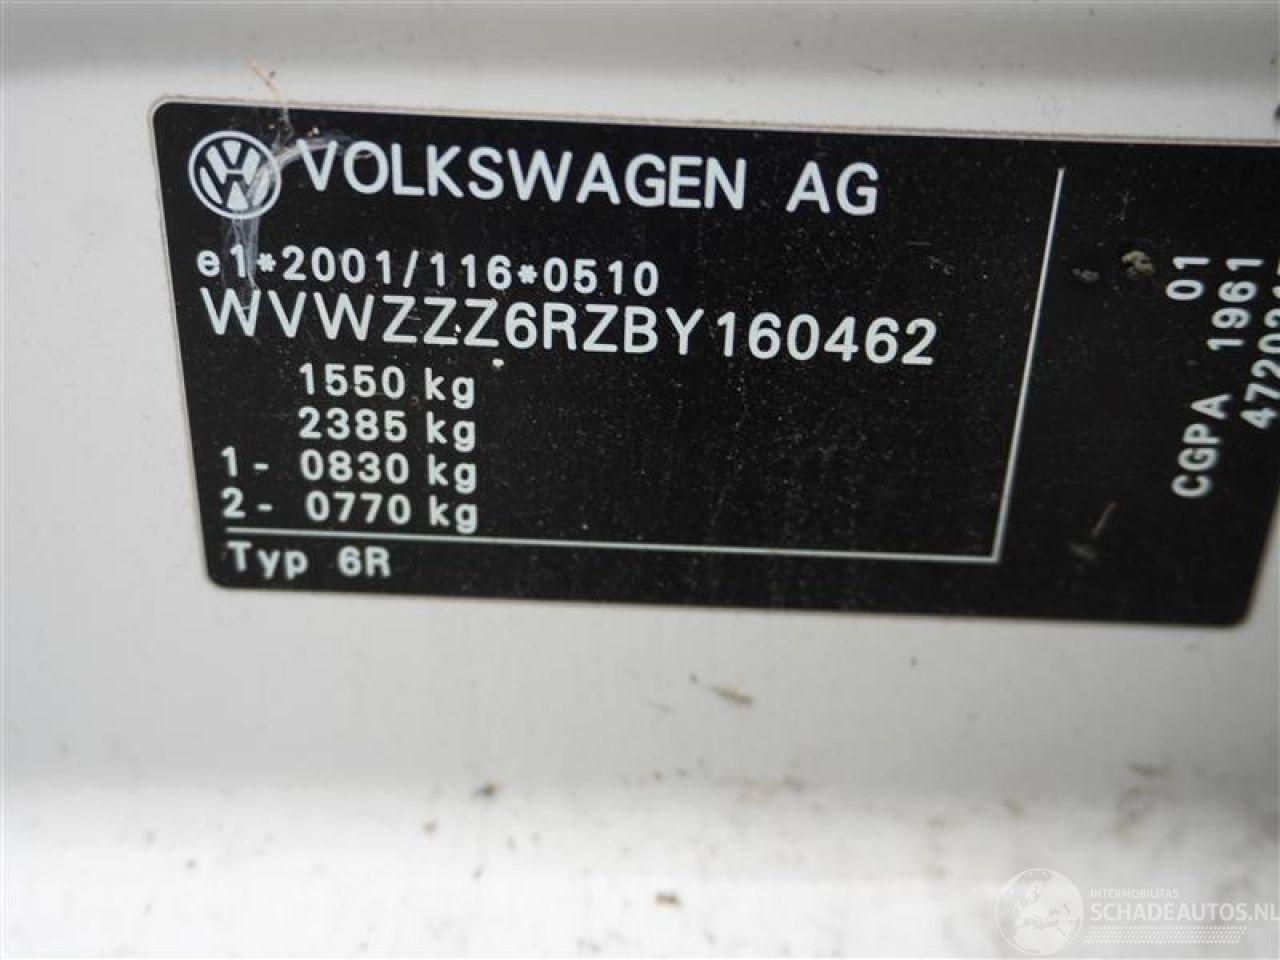 VOLKSWAGEN AG
e1*2001/116*0510
WVWZZZ6RZBY160462
1550 kg
2385 kg
1- 0830 kg
2- 0770 kg
Typ 6R
01
CGPA 1961
INTERMOBILITAS
SCHADEAUTOS.NL